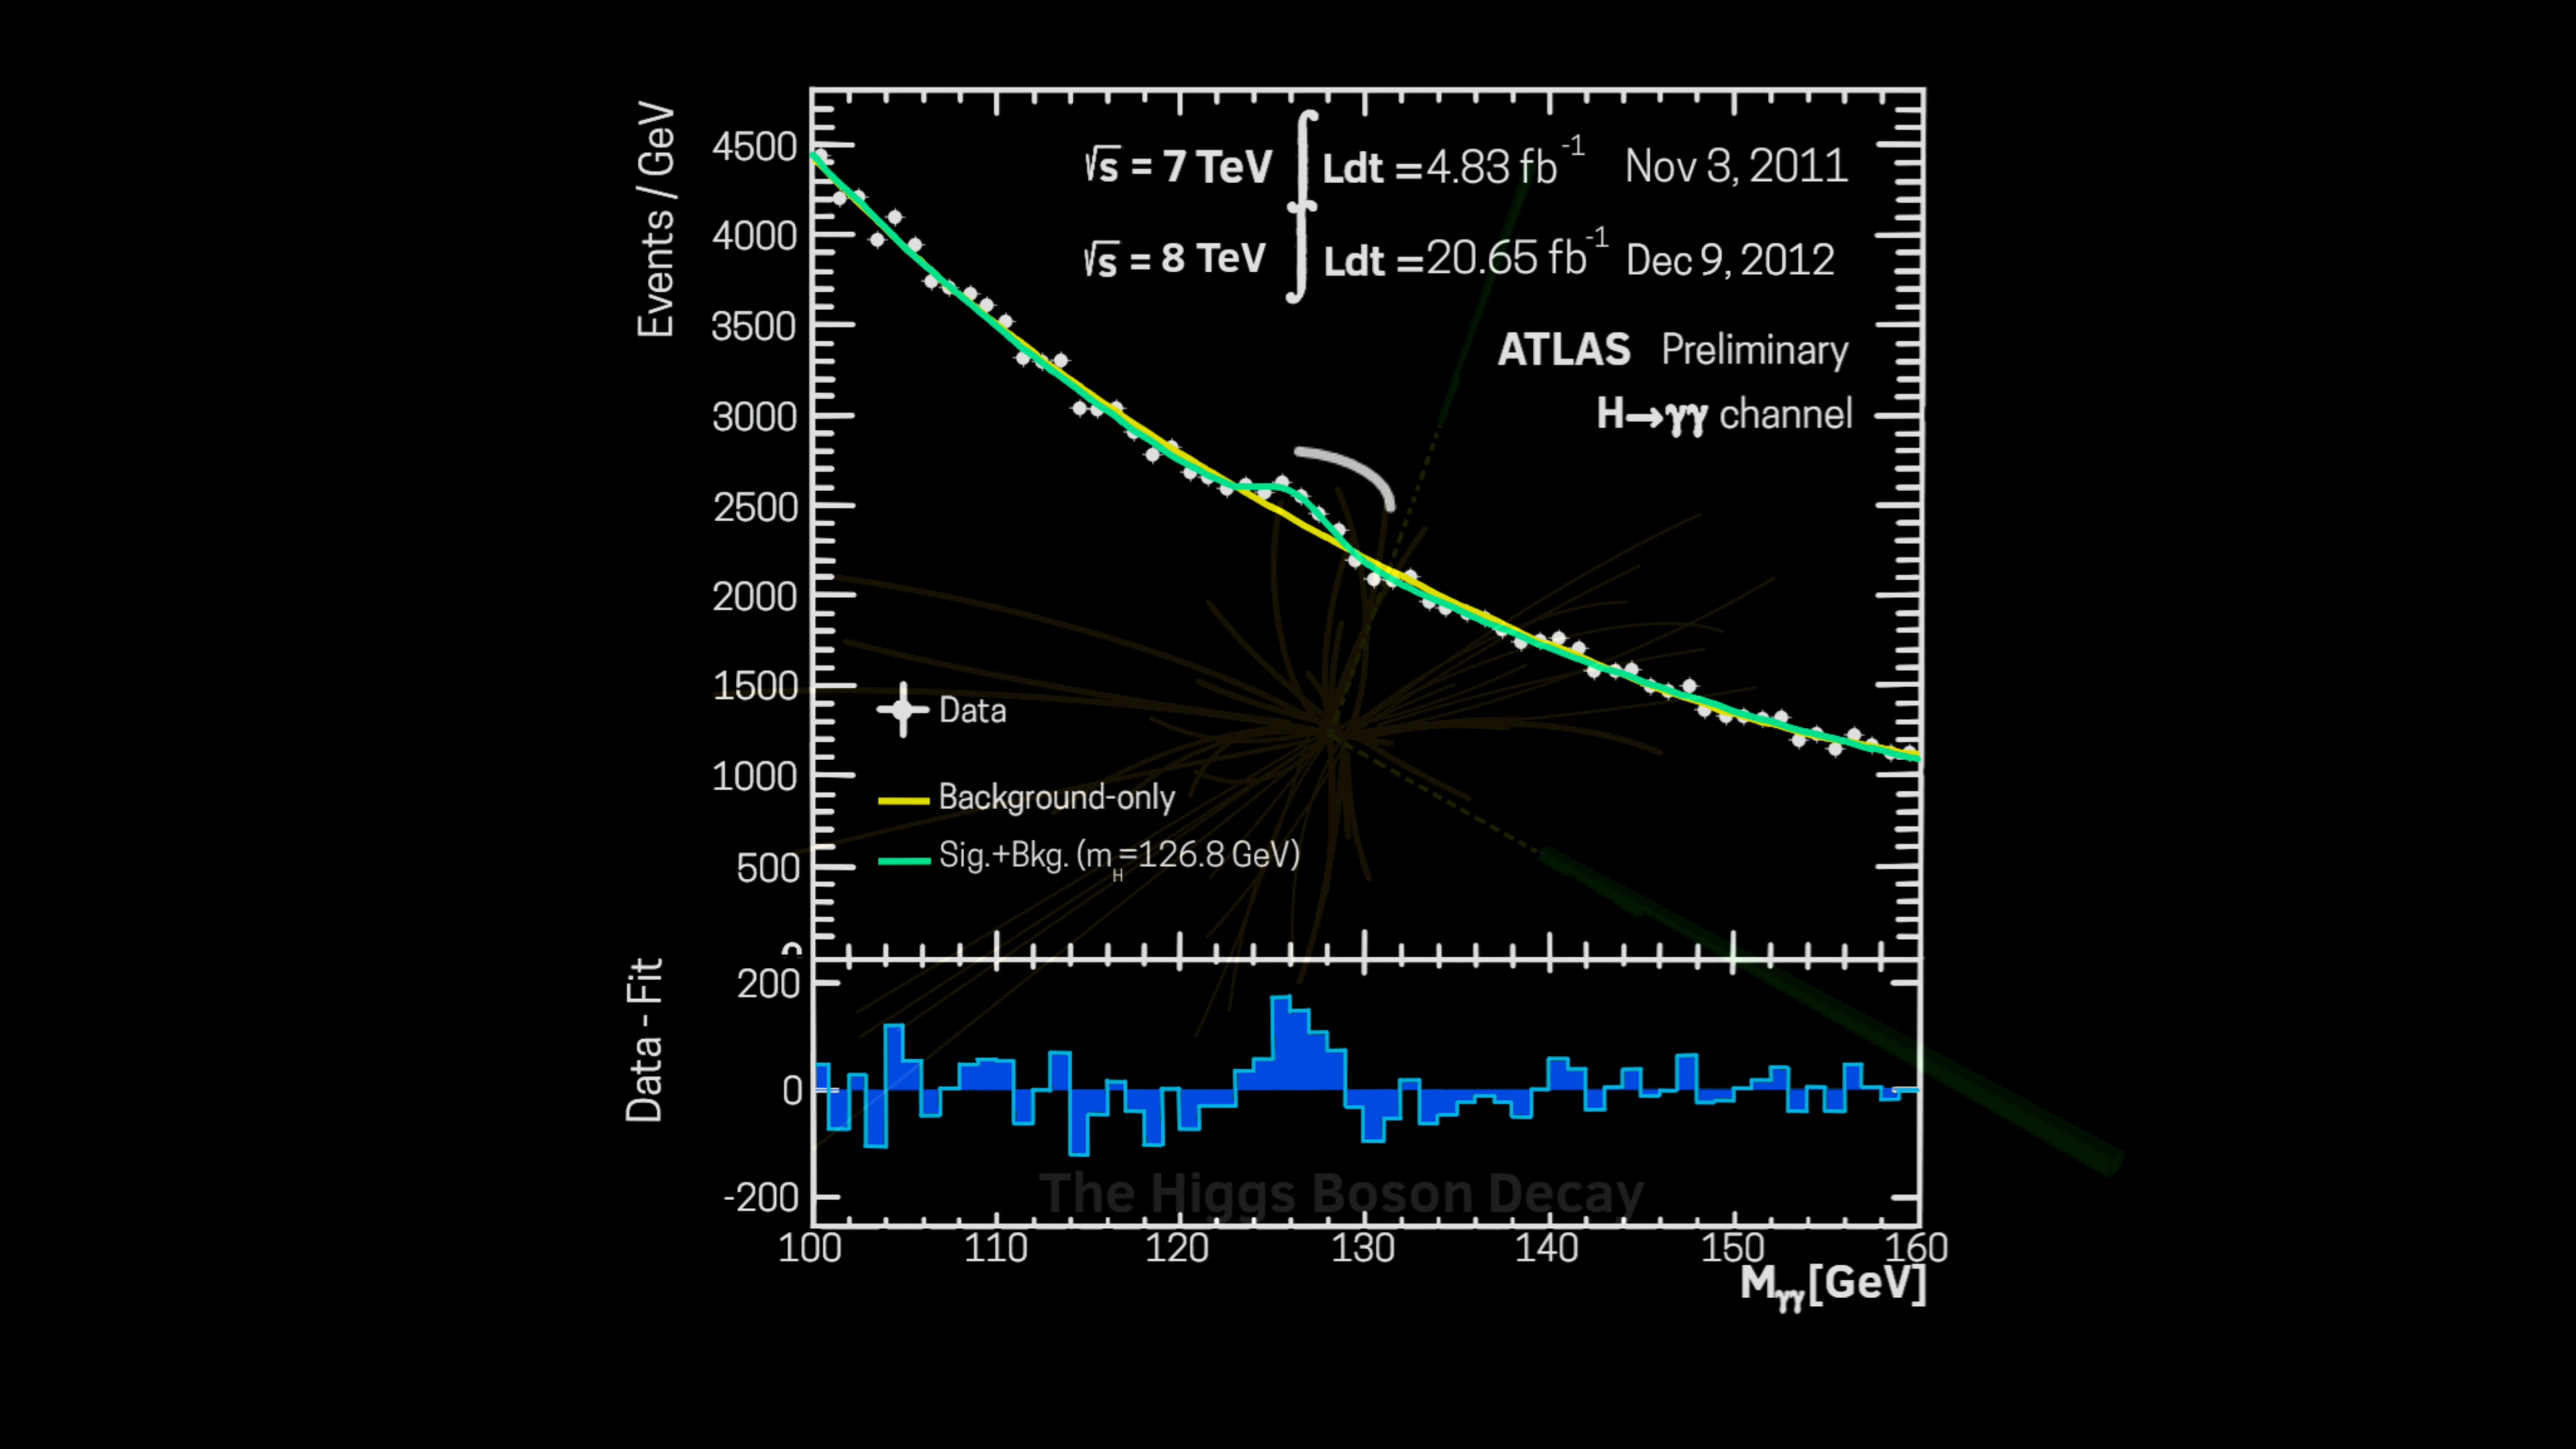 Events / GeV
4500
4000
3500
3000
2500
2000
1500
1000
500
0
√s = 7 TeV ∫ Ldt = 4.83 fb⁻¹ Nov 3, 2011
√s = 8 TeV Ldt = 20.65 fb⁻¹ Dec 9, 2012
ATLAS Preliminary
H→γγ channel
Data
Background-only
Sig.+Bkg. (m_H=126.8 GeV)
Data - Fit
200
0
-200
The Higgs Boson Decay
100 110 120 130 140 150 160
Mγγ[GeV]